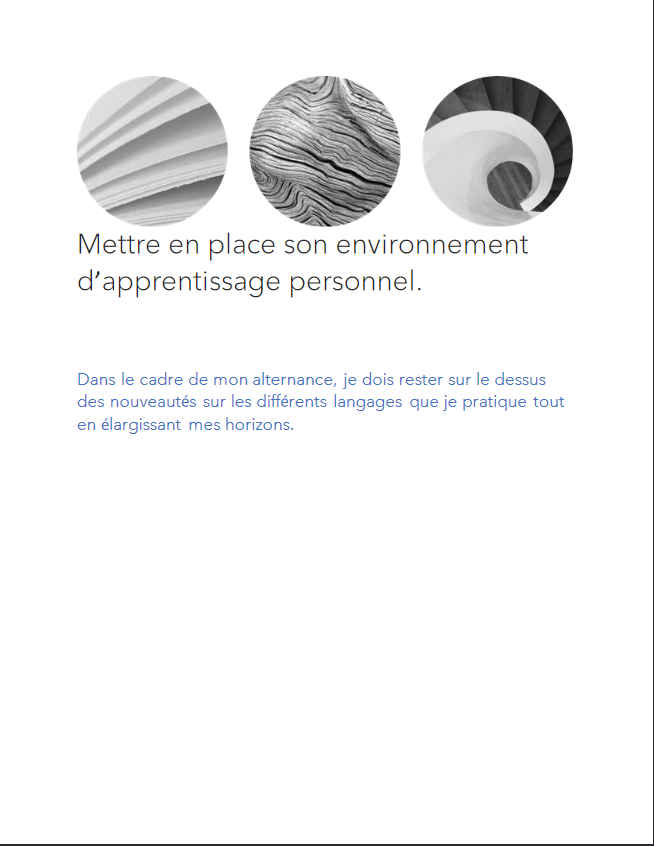 Mettre en place son environnement
d’apprentissage personnel.
Dans le cadre de mon alternance, je dois rester sur le dessus
des nouveautés sur les différents langages que je pratique tout
en élargissant mes horizons.